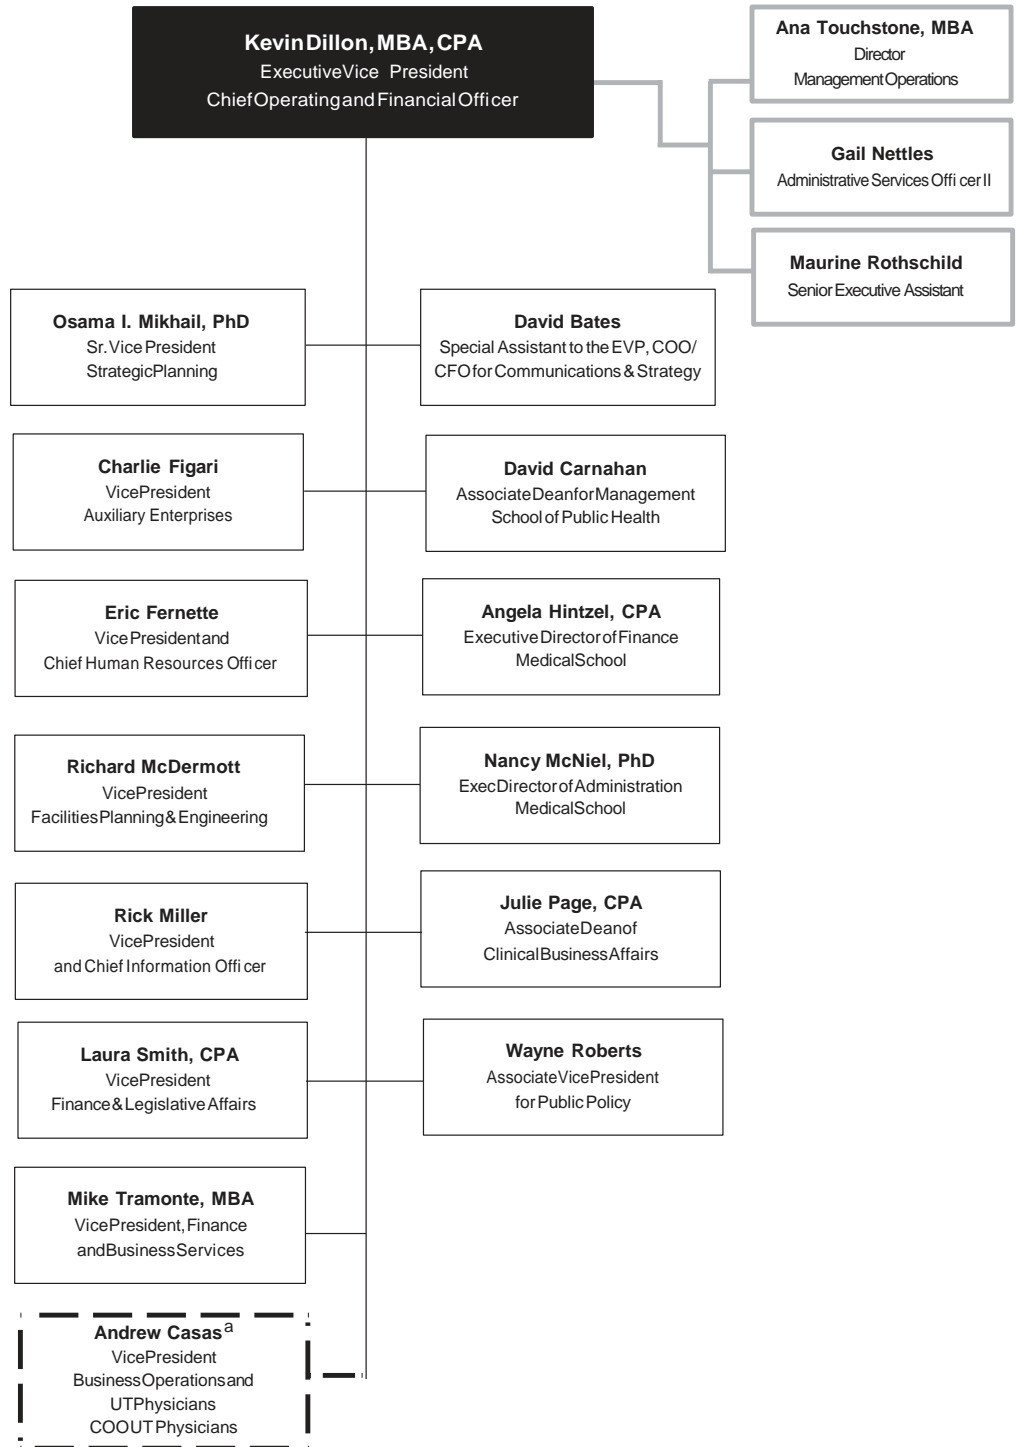 Kevin Dillon, MBA, CPA
Executive Vice President
Chief Operating and Financial Officer
Ana Touchstone, MBA
Director
Management Operations
Gail Nettles
Administrative Services Officer II
Maurine Rothschild
Senior Executive Assistant
Osama I. Mikhail, PhD
Sr. Vice President
Strategic Planning
David Bates
Special Assistant to the EVP, COO/
CFO for Communications & Strategy
Charlie Figari
Vice President
Auxiliary Enterprises
David Carnahan
Associate Dean for Management
School of Public Health
Eric Fernette
Vice President and
Chief Human Resources Officer
Angela Hintzel, CPA
Executive Director of Finance
Medical School
Richard McDermott
Vice President
Facilities Planning & Engineering
Nancy McNiel, PhD
Exec Director of Administration
Medical School
Rick Miller
Vice President
and Chief Information Officer
Julie Page, CPA
Associate Dean of
Clinical Business Affairs
Laura Smith, CPA
Vice President
Finance & Legislative Affairs
Wayne Roberts
Associate Vice President
for Public Policy
Mike Tramonte, MBA
Vice President, Finance
and Business Services
Andrew Casas a
Vice President
Business Operations and
UT Physicians
COO UT Physicians